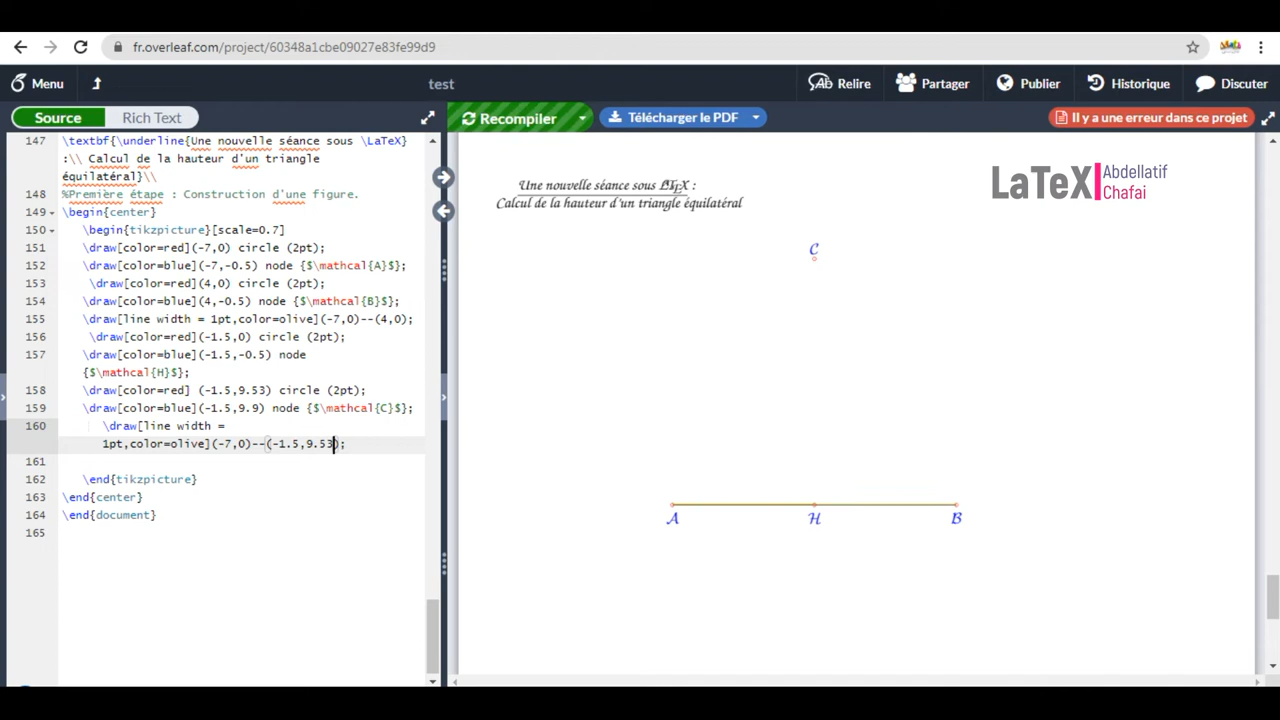 fr.overleaf.com/project/60348a1cbe09027e83fe99d9
Menu
test
Relire
Partager
Publier
Historique
Discuter
Source
Rich Text
Recompiler
Télécharger le PDF
Il y a une erreur dans ce projet
147 \textbf{\underline{Une nouvelle séance sous \LaTeX}
:\\ Calcul de la hauteur d'un triangle
équilatéral}\\
148 %Première étape : Construction d'une figure.
149 \begin{center}
150 \begin{tikzpicture}[scale=0.7]
151 \draw[color=red](-7,0) circle (2pt);
152 \draw[color=blue](-7,-0.5) node {$\mathcal{A}$};
153 \draw[color=red](4,0) circle (2pt);
154 \draw[color=blue](4,-0.5) node {$\mathcal{B}$};
155 \draw[line width = 1pt,color=olive](-7,0)--(4,0);
156 \draw[color=red](-1.5,0) circle (2pt);
157 \draw[color=blue](-1.5,-0.5) node
{$\mathcal{H}$};
158 \draw[color=red] (-1.5,9.53) circle (2pt);
159 \draw[color=blue](-1.5,9.9) node {$\mathcal{C}$};
160 \draw[line width =
1pt,color=olive](-7,0)--(-1.5,9.53);
161
162 \end{tikzpicture}
163 \end{center}
164 \end{document}
165
Une nouvelle séance sous LaTeX :
Calcul de la hauteur d'un triangle équilatéral
LaTeX Abdellatif
Chafai
C
A H B